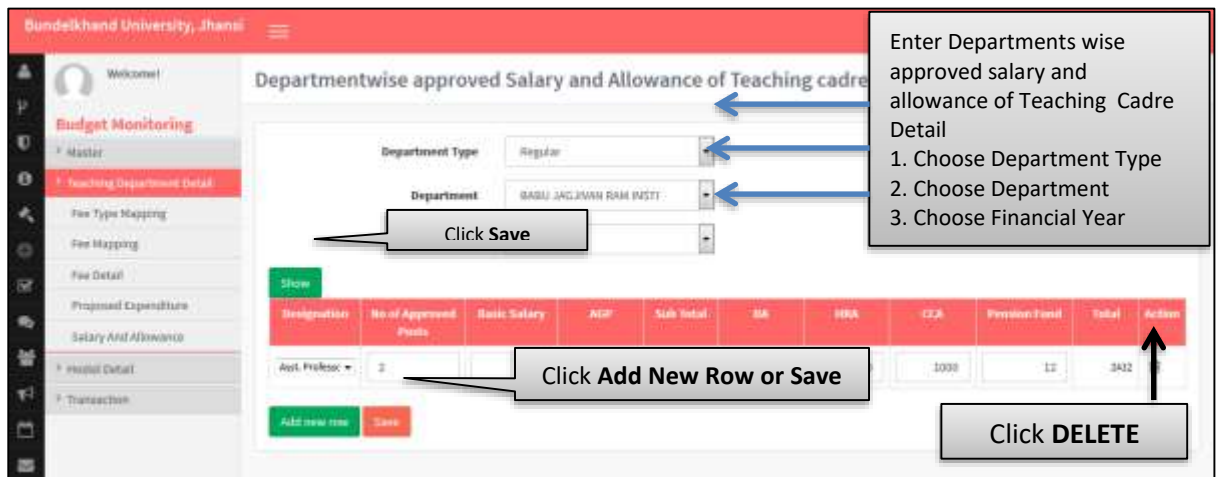 Bundelkhand University, Jhansi
Welcome!
Budget Monitoring
Master
Teaching Department Detail
Fee Type Mapping
Fee Mapping
Fee Detail
Proposed Expenditure
Salary And Allowance
Hostel Detail
Transaction
Departmentwise approved Salary and Allowance of Teaching cadre
Department Type Regular
Department BABU JAGJIVAN RAM INSTI
Click Save
Show
Designation No of Approved Posts Basic Salary AGP Sub Total DA HRA CCA Pension Fund Total Action
Asst. Professor 2 1000 12
Click Add New Row or Save
Add new row Save
Click DELETE
Enter Departments wise
approved salary and
allowance of Teaching Cadre
Detail
1. Choose Department Type
2. Choose Department
3. Choose Financial Year